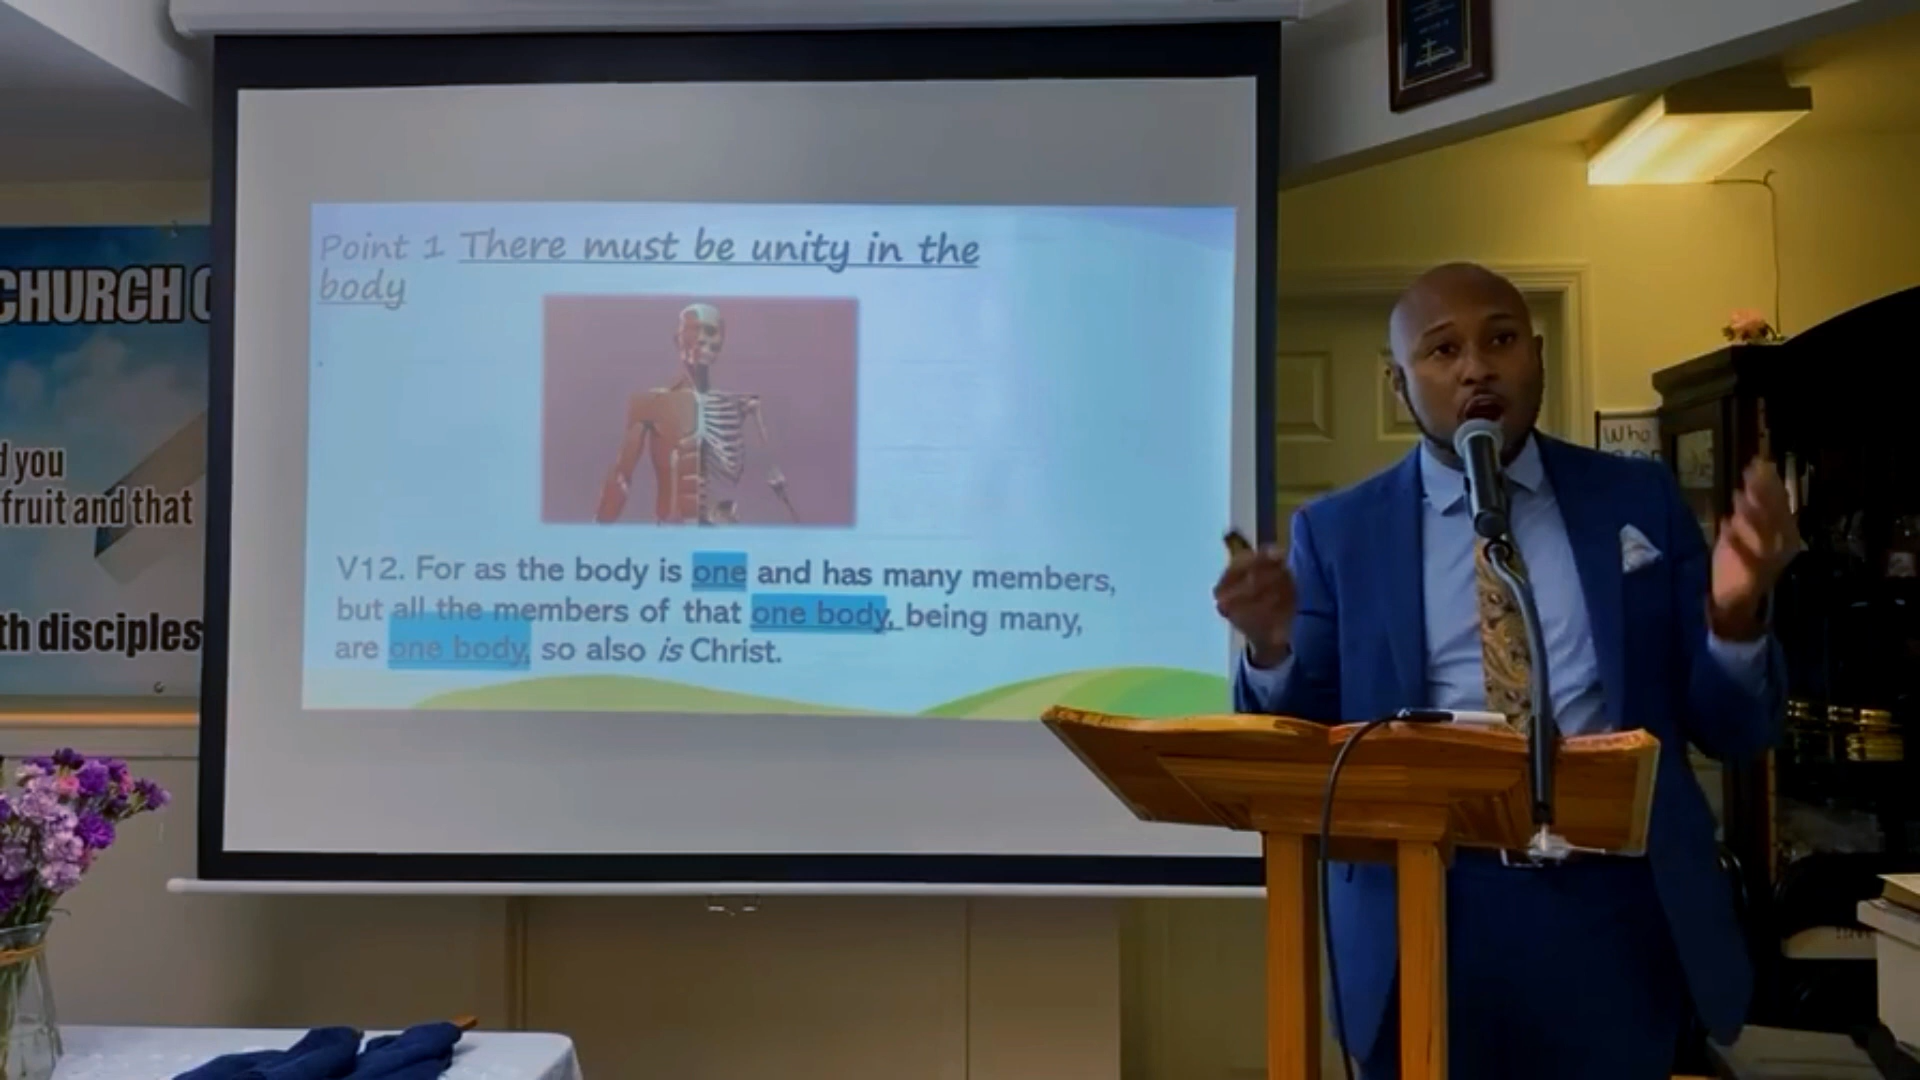 Point 1 There must be unity in the
body
V12. For as the body is one and has many members,
but all the members of that one body, being many,
are one body, so also is Christ.
CHURCH
you
fruit and that
disciples
Who